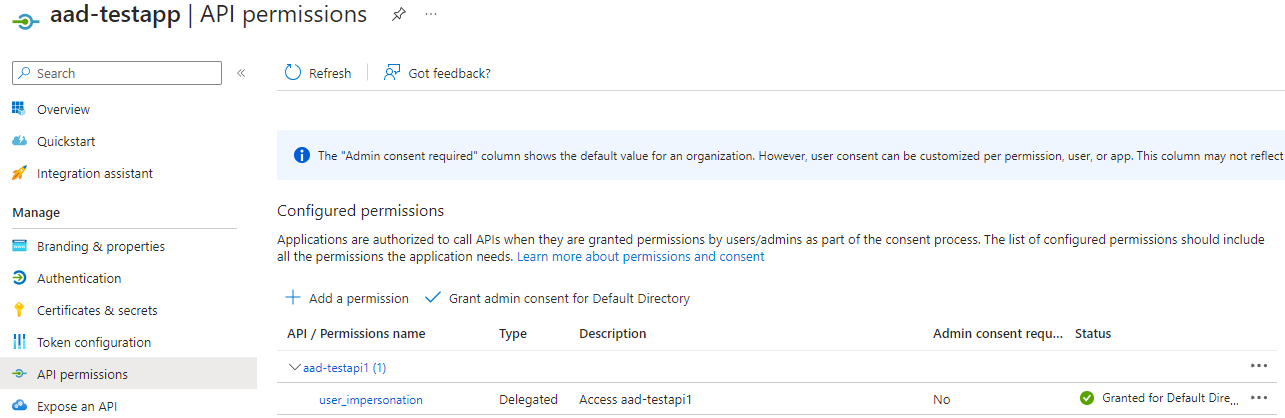 aad-testapp | API permissions
Search
Refresh
Got feedback?
Overview
Quickstart
Integration assistant
Manage
Branding & properties
Authentication
Certificates & secrets
Token configuration
API permissions
Expose an API
The "Admin consent required" column shows the default value for an organization. However, user consent can be customized per permission, user, or app. This column may not reflect
Configured permissions
Applications are authorized to call APIs when they are granted permissions by users/admins as part of the consent process. The list of configured permissions should include
all the permissions the application needs. Learn more about permissions and consent
Add a permission
Grant admin consent for Default Directory
API / Permissions name Type Description Admin consent requ... Status
aad-testapi1 (1)
user_impersonation Delegated Access aad-testapi1 No Granted for Default Dire...